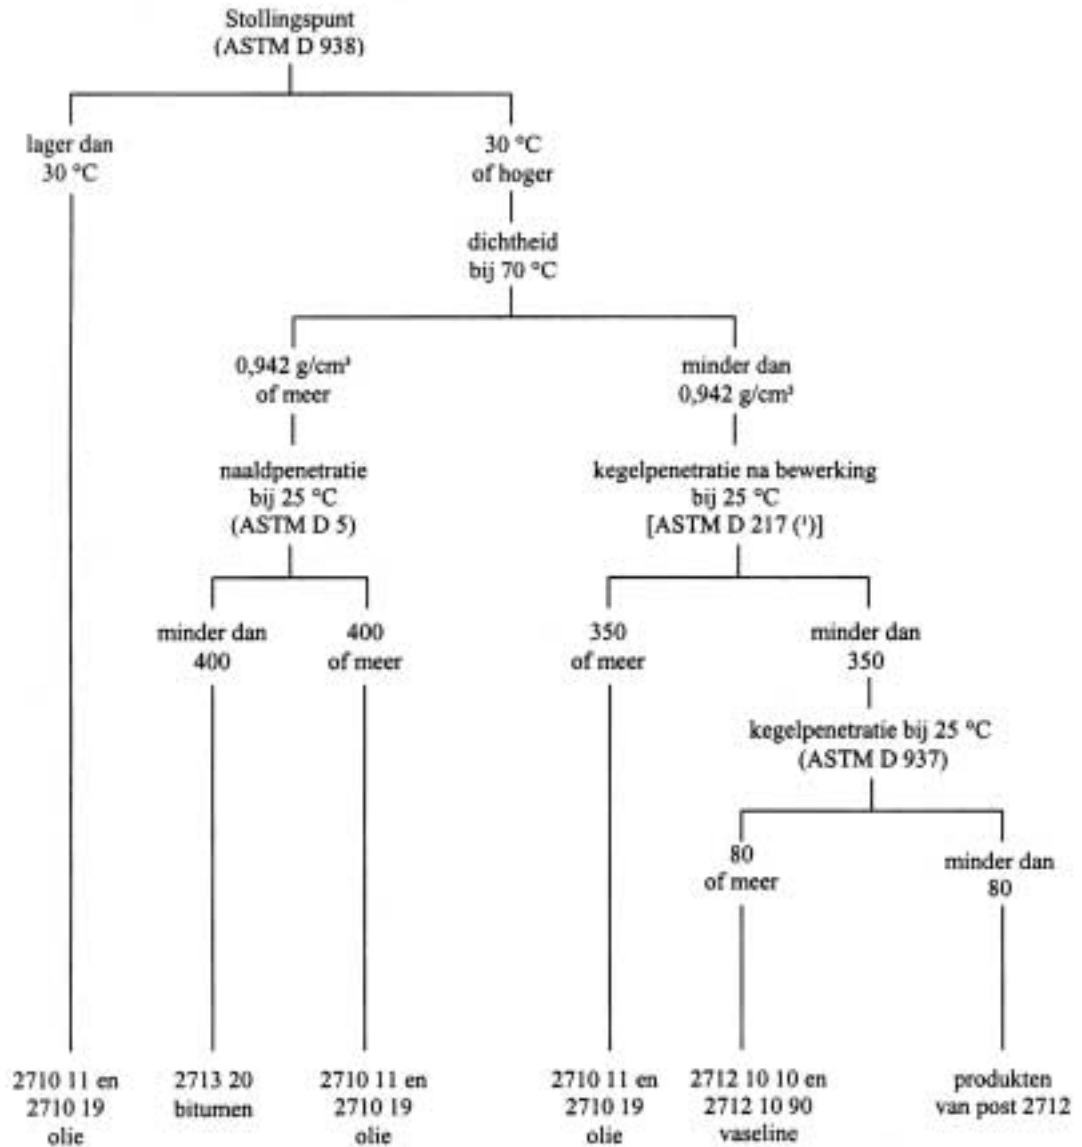 Stollingspunt
(ASTM D 938)
lager dan
30 °C
30 °C
of hoger
dichtheid
bij 70 °C
0,942 g/cm³
of meer
minder dan
0,942 g/cm³
naaldpenetratie
bij 25 °C
(ASTM D 5)
kegelpenetratie na bewerking
bij 25 °C
[ASTM D 217 (¹)]
minder dan
400
400
of meer
350
of meer
minder dan
350
kegelpenetratie bij 25 °C
(ASTM D 937)
80
of meer
minder dan
80
2710 11 en
2710 19
olie
2713 20
bitumen
2710 11 en
2710 19
olie
2710 11 en
2710 19
olie
2712 10 10 en
2712 10 90
vaseline
produkten
van post 2712